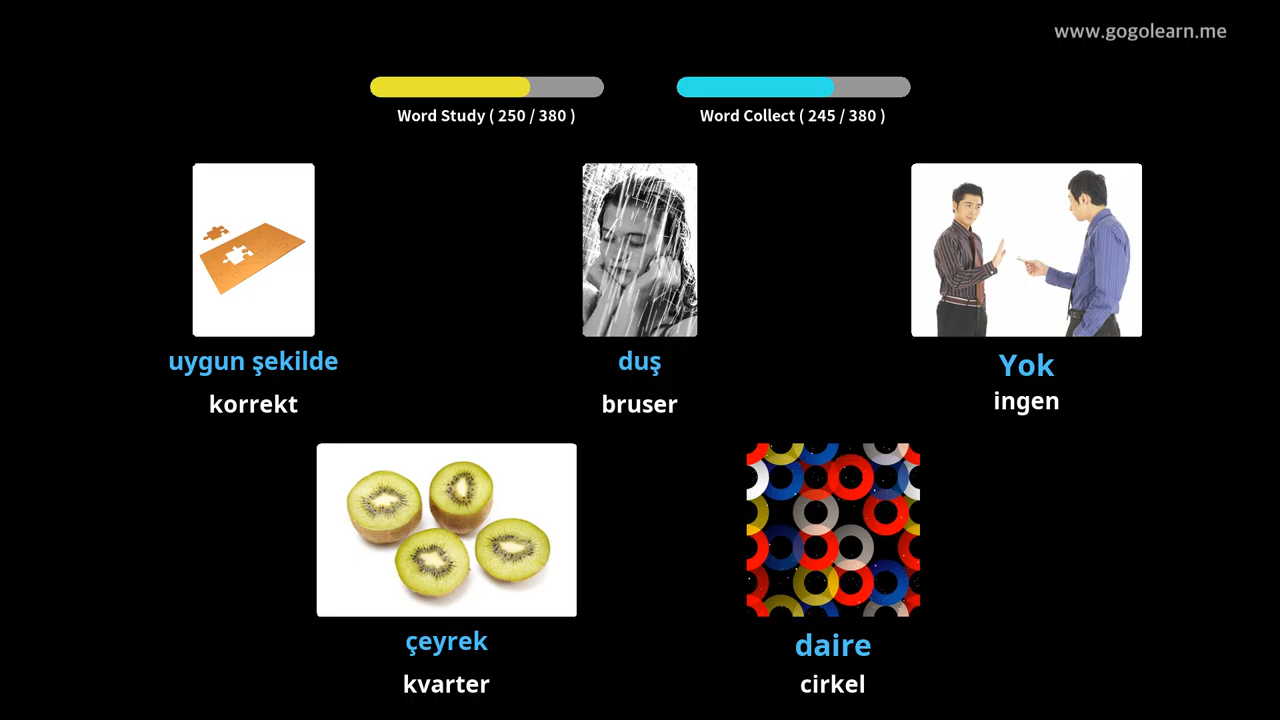 www.gogolearn.me
Word Study ( 250 / 380 )
Word Collect ( 245 / 380 )
uygun şekilde
korrekt
duş
bruser
Yok
ingen
çeyrek
kvarter
daire
cirkel